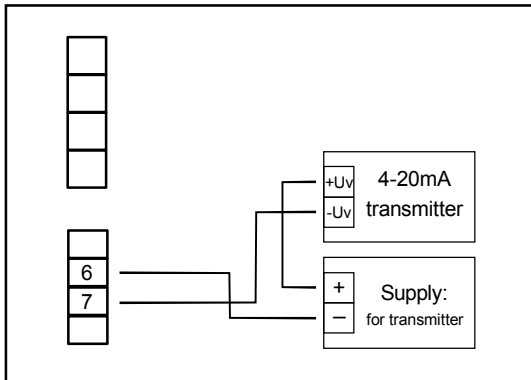 6
7
+Uv
-Uv
4-20mA
transmitter
+
−
Supply:
for transmitter